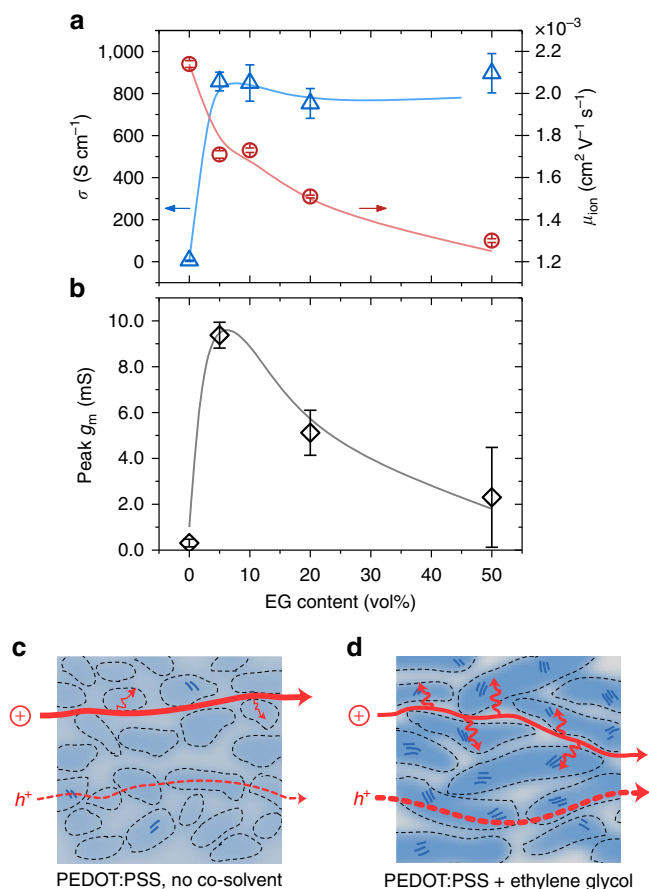 a
×10⁻³
1,000
800
600
400
200
0
σ (S cm⁻¹)
2.2
2.0
1.8
1.6
1.4
1.2
μion (cm² V⁻¹ s⁻¹)
b
10.0
8.0
6.0
4.0
2.0
0.0
Peak gm (mS)
0 10 20 30 40 50
EG content (vol%)
c
d
+
+
h⁺
h⁺
PEDOT:PSS, no co-solvent
PEDOT:PSS + ethylene glycol